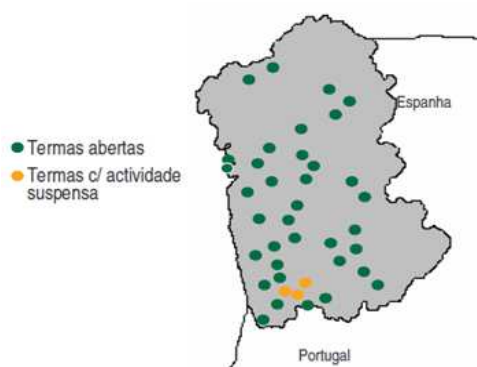 Espanha
Termas abertas
Termas c/ actividade
suspensa
Portugal